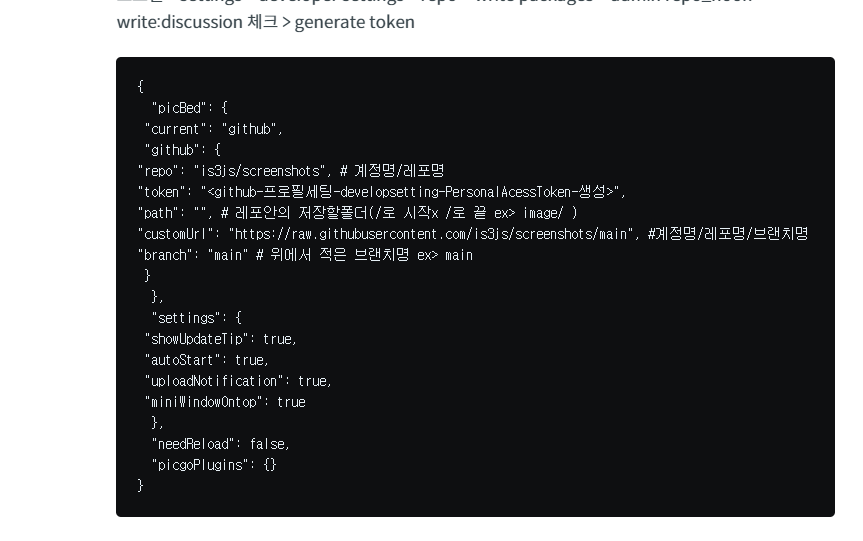 write:discussion 체크 > generate token
{
"picBed": {
"current": "github",
"github": {
"repo": "is3js/screenshots", # 계정명/레포명
"token": "<github-프로필세팅-developsetting-PersonalAcessToken-생성>",
"path": "", # 레포안의 저장할폴더(/로 시작x /로 끝 ex> image/ )
"customUrl": "https://raw.githubusercontent.com/is3js/screenshots/main", #계정명/레포명/브랜치명
"branch": "main" # 위에서 적은 브랜치명 ex> main
}
},
"settings": {
"showUpdateTip": true,
"autoStart": true,
"uploadNotification": true,
"miniWindowOntop": true
},
"needReload": false,
"picgoPlugins": {}
}